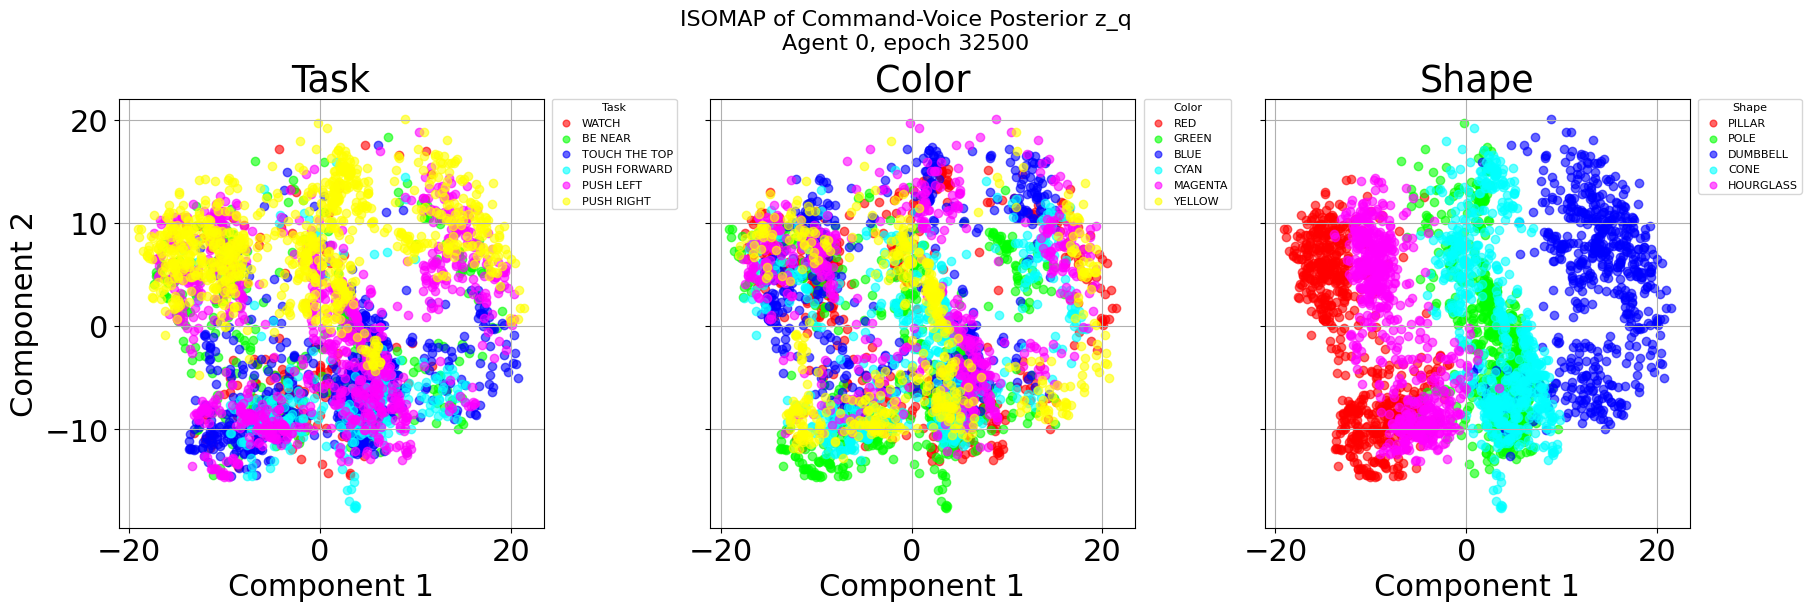 ISOMAP of Command-Voice Posterior z_q
Agent 0, epoch 32500
Task
Component 2
20
10
0
−10
−20
0
20
Component 1
Task
WATCH
BE NEAR
TOUCH THE TOP
PUSH FORWARD
PUSH LEFT
PUSH RIGHT
Color
−20
0
20
Component 1
Color
RED
GREEN
BLUE
CYAN
MAGENTA
YELLOW
Shape
−20
0
20
Component 1
Shape
PILLAR
POLE
DUMBBELL
CONE
HOURGLASS